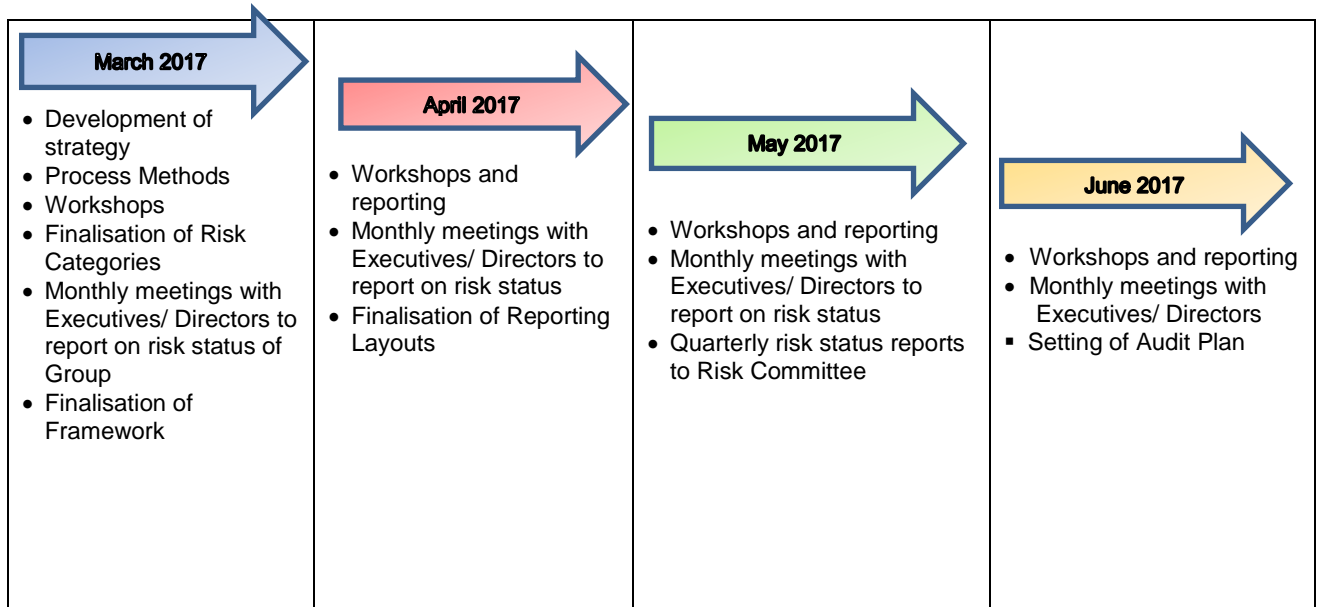 March 2017
• Development of
strategy
• Process Methods
• Workshops
• Finalisation of Risk
Categories
• Monthly meetings with
Executives/ Directors to
report on risk status of
Group
• Finalisation of
Framework
April 2017
• Workshops and
reporting
• Monthly meetings with
Executives/ Directors to
report on risk status
• Finalisation of Reporting
Layouts
May 2017
• Workshops and reporting
• Monthly meetings with
Executives/ Directors to
report on risk status
• Quarterly risk status reports
to Risk Committee
June 2017
• Workshops and reporting
• Monthly meetings with
Executives/ Directors
▪ Setting of Audit Plan